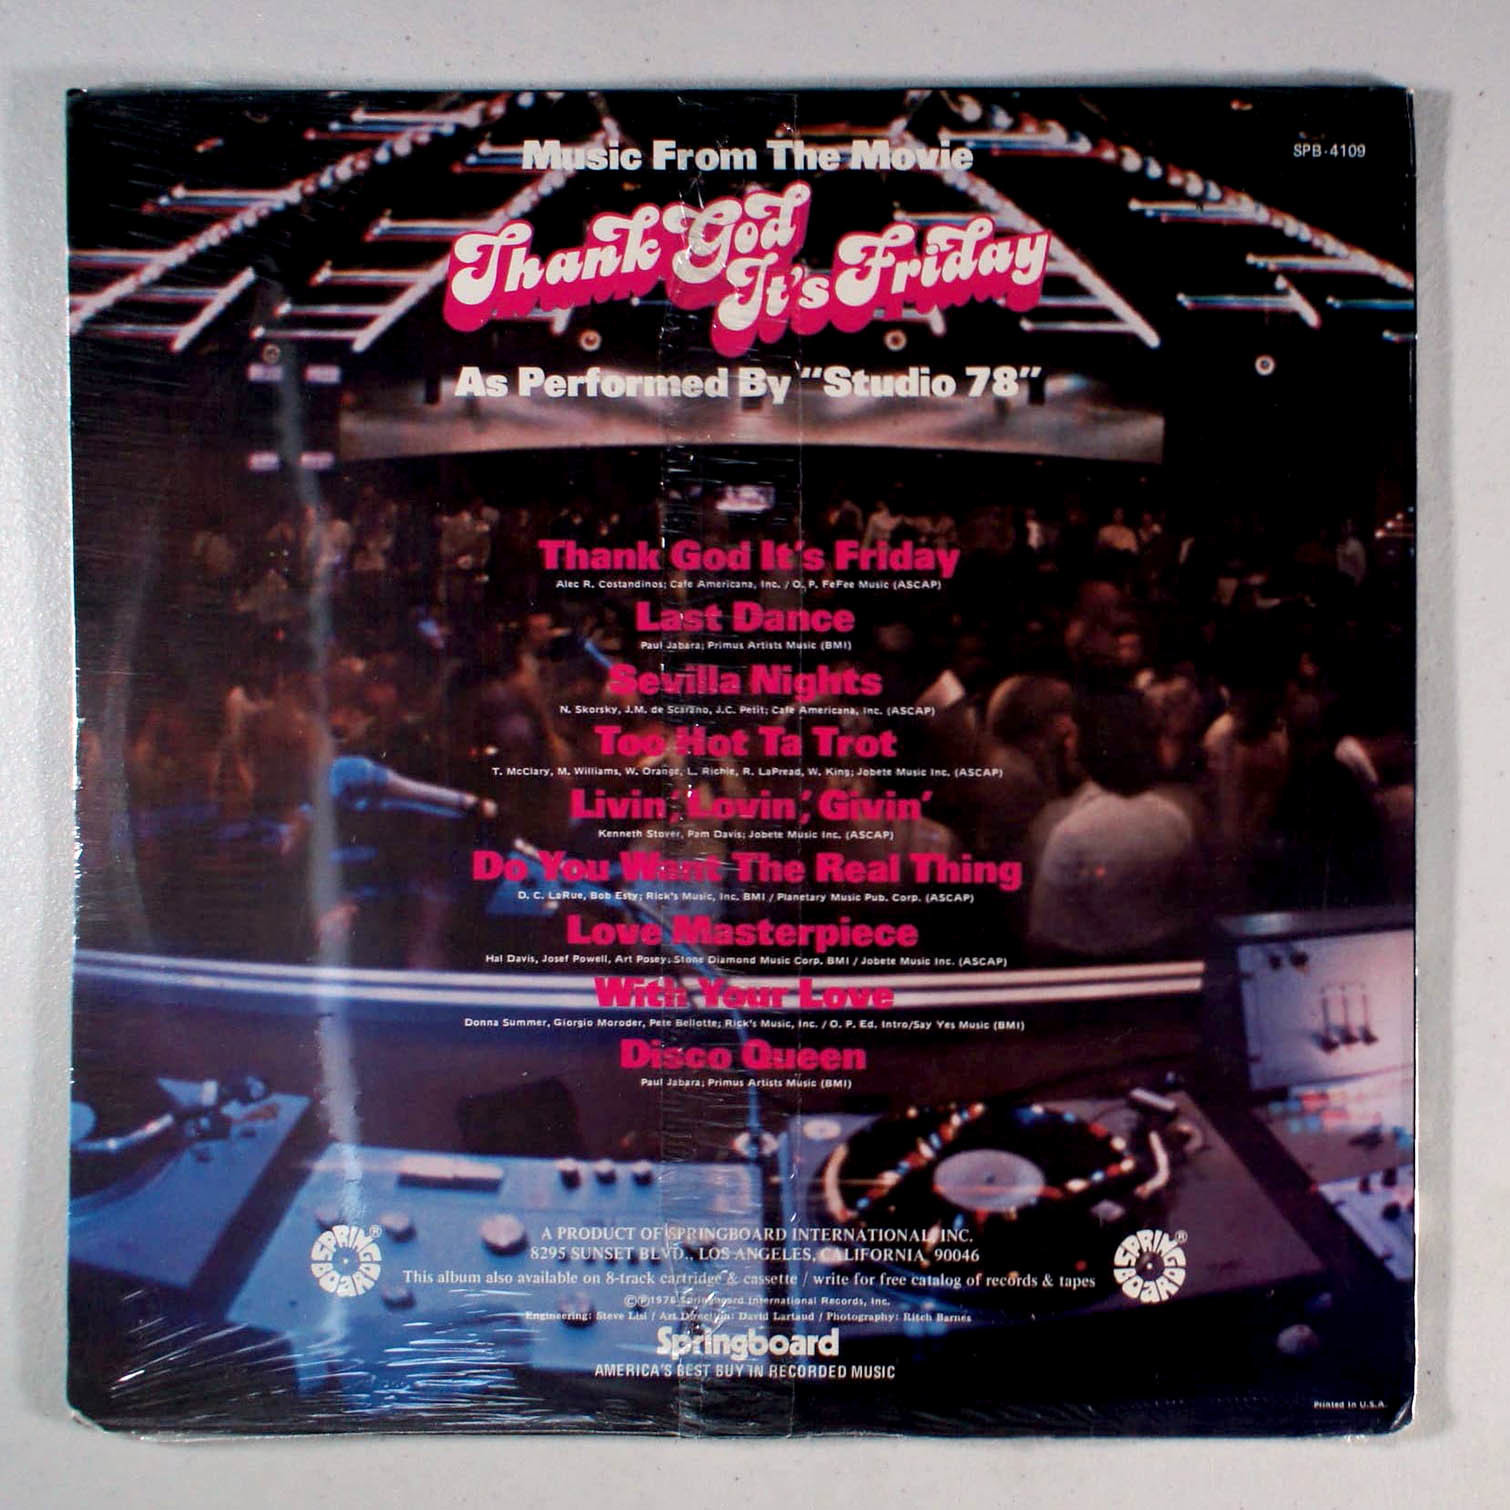 SPB-4109
Music From The Movie
Thank God It's Friday
As Performed By "Studio 78"
Thank God It's Friday
Alec R. Costandinos; Cafe Americana, Inc. / O. P. FeFee Music (ASCAP)
Last Dance
Paul Jabara; Primus Artists Music (BMI)
Sevilla Nights
N. Skorsky, J.M. de Scarano, J.C. Petit; Cafe Americana, Inc. (ASCAP)
Too Hot Ta Trot
T. McClary, M. Williams, W. Orange, L. Richie, R. LaPread, W. King; Jobete Music Inc. (ASCAP)
Livin', Lovin', Givin'
Kenneth Stover, Pam Davis; Jobete Music Inc. (ASCAP)
Do You Want The Real Thing
D. C. LaRue, Bob Esty; Rick's Music, Inc. BMI / Planetary Music Pub. Corp. (ASCAP)
Love Masterpiece
Hal Davis, Josef Powell, Art Posey; Stone Diamond Music Corp. BMI / Jobete Music Inc. (ASCAP)
With Your Love
Donna Summer, Giorgio Moroder, Pete Bellotte; Rick's Music, Inc. / O. P. Ed. Intro/Say Yes Music (BMI)
Disco Queen
Paul Jabara; Primus Artists Music (BMI)
SPRING BOARD ®
A PRODUCT OF SPRINGBOARD INTERNATIONAL, INC.
8295 SUNSET BLVD., LOS ANGELES, CALIFORNIA, 90046
This album also available on 8-track cartridge & cassette / write for free catalog of records & tapes
©℗1978 Springboard International Records, Inc.
Engineering: Steve Lisi / Art Direction: David Lartaud / Photography: Ritch Barnes
Springboard
AMERICA'S BEST BUY IN RECORDED MUSIC
SPRING BOARD ®
Printed in U.S.A.